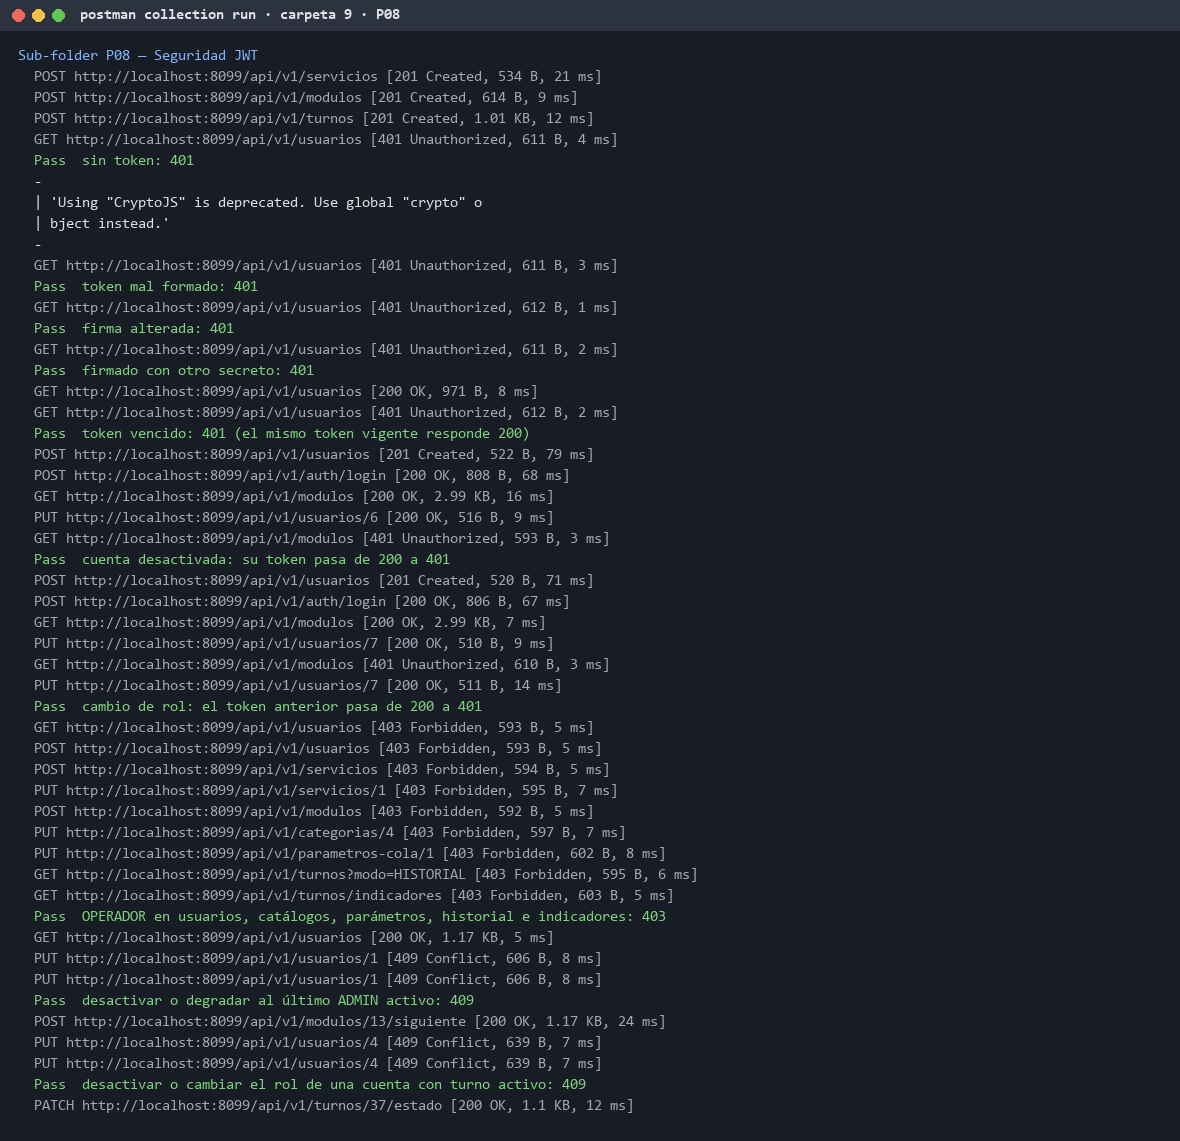 postman collection run · carpeta 9 · P08
Sub-folder P08 – Seguridad JWT
POST http://localhost:8099/api/v1/servicios [201 Created, 534 B, 21 ms]
POST http://localhost:8099/api/v1/modulos [201 Created, 614 B, 9 ms]
POST http://localhost:8099/api/v1/turnos [201 Created, 1.01 KB, 12 ms]
GET http://localhost:8099/api/v1/usuarios [401 Unauthorized, 611 B, 4 ms]
Pass  sin token: 401
-
| 'Using "CryptoJS" is deprecated. Use global "crypto" o
| bject instead.'
-
GET http://localhost:8099/api/v1/usuarios [401 Unauthorized, 611 B, 3 ms]
Pass  token mal formado: 401
GET http://localhost:8099/api/v1/usuarios [401 Unauthorized, 612 B, 1 ms]
Pass  firma alterada: 401
GET http://localhost:8099/api/v1/usuarios [401 Unauthorized, 611 B, 2 ms]
Pass  firmado con otro secreto: 401
GET http://localhost:8099/api/v1/usuarios [200 OK, 971 B, 8 ms]
GET http://localhost:8099/api/v1/usuarios [401 Unauthorized, 612 B, 2 ms]
Pass  token vencido: 401 (el mismo token vigente responde 200)
POST http://localhost:8099/api/v1/usuarios [201 Created, 522 B, 79 ms]
POST http://localhost:8099/api/v1/auth/login [200 OK, 808 B, 68 ms]
GET http://localhost:8099/api/v1/modulos [200 OK, 2.99 KB, 16 ms]
PUT http://localhost:8099/api/v1/usuarios/6 [200 OK, 516 B, 9 ms]
GET http://localhost:8099/api/v1/modulos [401 Unauthorized, 593 B, 3 ms]
Pass  cuenta desactivada: su token pasa de 200 a 401
POST http://localhost:8099/api/v1/usuarios [201 Created, 520 B, 71 ms]
POST http://localhost:8099/api/v1/auth/login [200 OK, 806 B, 67 ms]
GET http://localhost:8099/api/v1/modulos [200 OK, 2.99 KB, 7 ms]
PUT http://localhost:8099/api/v1/usuarios/7 [200 OK, 510 B, 9 ms]
GET http://localhost:8099/api/v1/modulos [401 Unauthorized, 610 B, 3 ms]
PUT http://localhost:8099/api/v1/usuarios/7 [200 OK, 511 B, 14 ms]
Pass  cambio de rol: el token anterior pasa de 200 a 401
GET http://localhost:8099/api/v1/usuarios [403 Forbidden, 593 B, 5 ms]
POST http://localhost:8099/api/v1/usuarios [403 Forbidden, 593 B, 5 ms]
POST http://localhost:8099/api/v1/servicios [403 Forbidden, 594 B, 5 ms]
PUT http://localhost:8099/api/v1/servicios/1 [403 Forbidden, 595 B, 7 ms]
POST http://localhost:8099/api/v1/modulos [403 Forbidden, 592 B, 5 ms]
PUT http://localhost:8099/api/v1/categorias/4 [403 Forbidden, 597 B, 7 ms]
PUT http://localhost:8099/api/v1/parametros-cola/1 [403 Forbidden, 602 B, 8 ms]
GET http://localhost:8099/api/v1/turnos?modo=HISTORIAL [403 Forbidden, 595 B, 6 ms]
GET http://localhost:8099/api/v1/turnos/indicadores [403 Forbidden, 603 B, 5 ms]
Pass  OPERADOR en usuarios, catálogos, parámetros, historial e indicadores: 403
GET http://localhost:8099/api/v1/usuarios [200 OK, 1.17 KB, 5 ms]
PUT http://localhost:8099/api/v1/usuarios/1 [409 Conflict, 606 B, 8 ms]
PUT http://localhost:8099/api/v1/usuarios/1 [409 Conflict, 606 B, 8 ms]
Pass  desactivar o degradar al último ADMIN activo: 409
POST http://localhost:8099/api/v1/modulos/13/siguiente [200 OK, 1.17 KB, 24 ms]
PUT http://localhost:8099/api/v1/usuarios/4 [409 Conflict, 639 B, 7 ms]
PUT http://localhost:8099/api/v1/usuarios/4 [409 Conflict, 639 B, 7 ms]
Pass  desactivar o cambiar el rol de una cuenta con turno activo: 409
PATCH http://localhost:8099/api/v1/turnos/37/estado [200 OK, 1.1 KB, 12 ms]